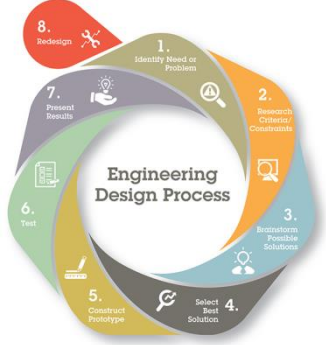 8.
Redesign
1.
Identify Need or
Problem
2.
Research
Criteria/
Constraints
3.
Brainstorm
Possible
Solutions
4.
Select
Best
Solution
5.
Construct
Prototype
6.
Test
7.
Present
Results
Engineering
Design Process